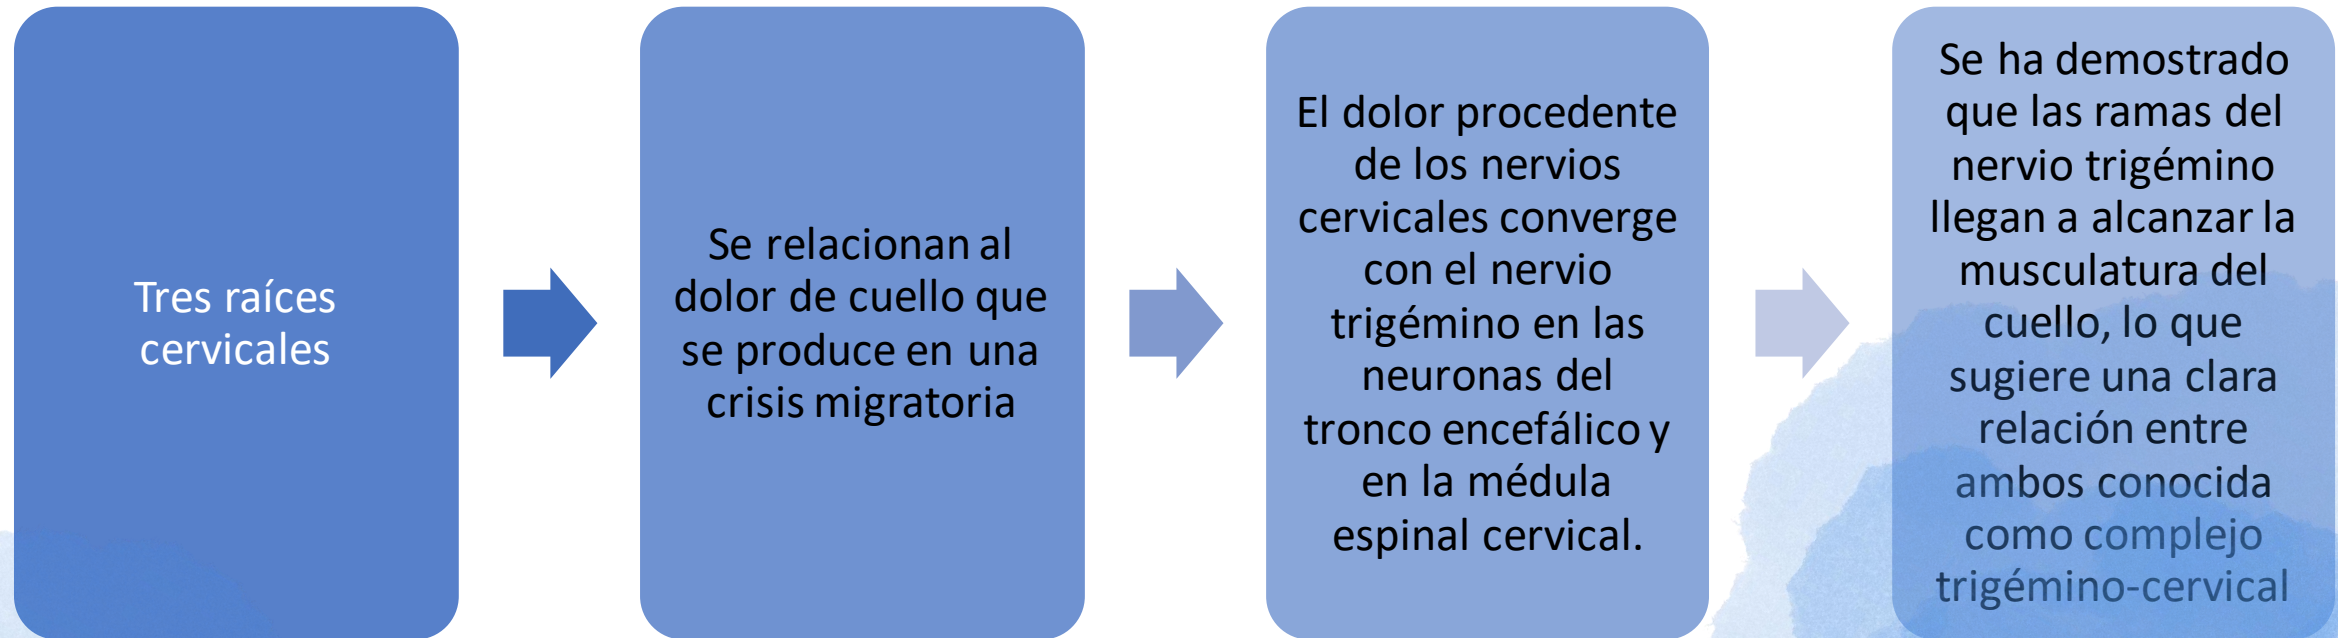 Tres raíces
cervicales
Se relacionan al
dolor de cuello que
se produce en una
crisis migratoria
El dolor procedente
de los nervios
cervicales converge
con el nervio
trigémino en las
neuronas del
tronco encefálico y
en la médula
espinal cervical.
Se ha demostrado
que las ramas del
nervio trigémino
llegan a alcanzar la
musculatura del
cuello, lo que
sugiere una clara
relación entre
ambos conocida
como complejo
trigémino-cervical